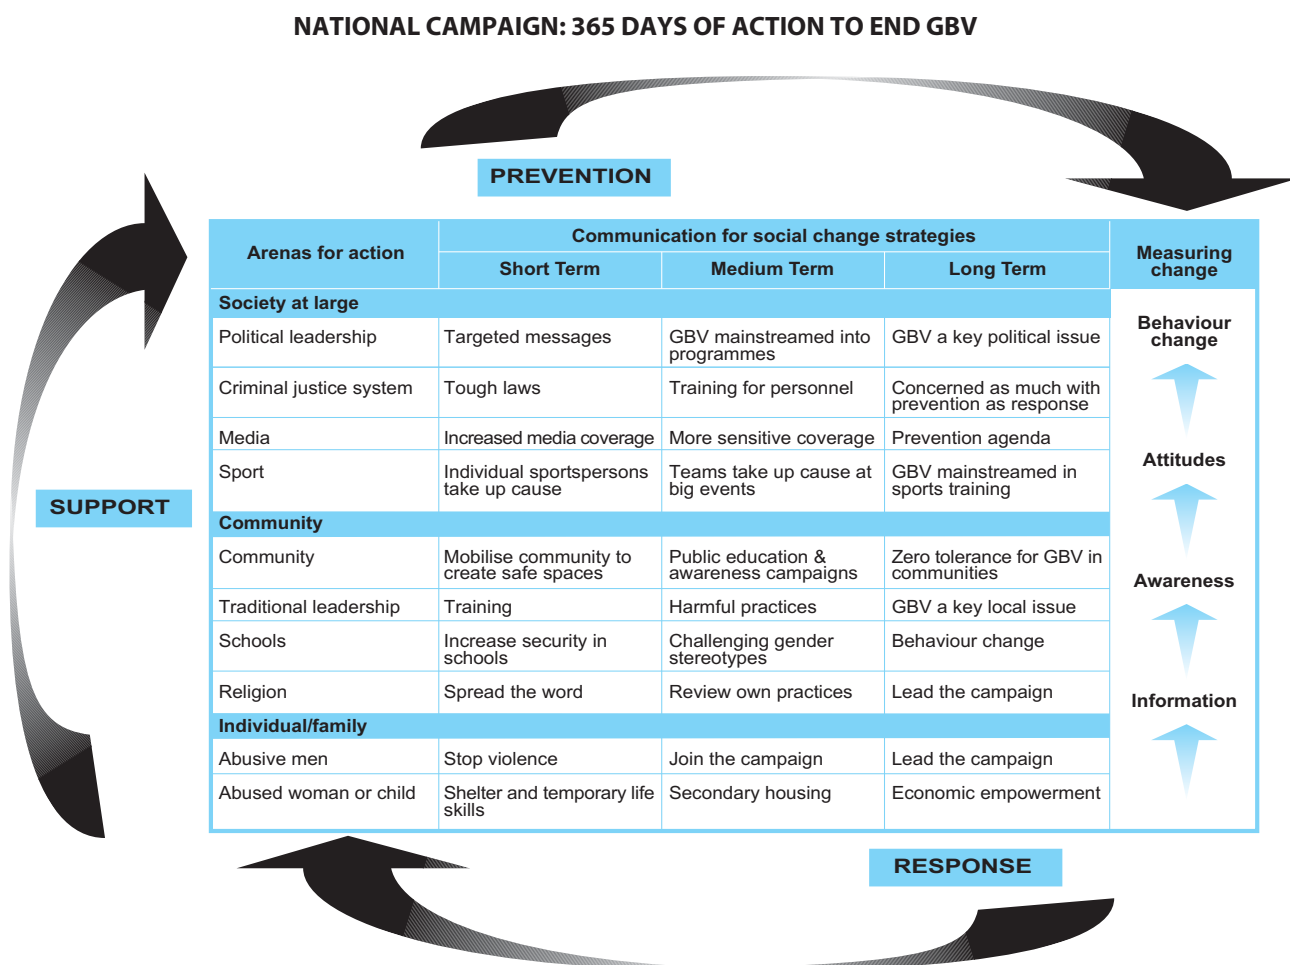 NATIONAL CAMPAIGN: 365 DAYS OF ACTION TO END GBV
PREVENTION
SUPPORT
Arenas for action
Communication for social change strategies
Short Term
Medium Term
Long Term
Measuring
change
Society at large
Political leadership
Targeted messages
GBV mainstreamed into
programmes
GBV a key political issue
Criminal justice system
Tough laws
Training for personnel
Concerned as much with
prevention as response
Media
Increased media coverage
More sensitive coverage
Prevention agenda
Sport
Individual sportspersons
take up cause
Teams take up cause at
big events
GBV mainstreamed in
sports training
Community
Community
Mobilise community to
create safe spaces
Public education &
awareness campaigns
Zero tolerance for GBV in
communities
Traditional leadership
Training
Harmful practices
GBV a key local issue
Schools
Increase security in
schools
Challenging gender
stereotypes
Behaviour change
Religion
Spread the word
Review own practices
Lead the campaign
Individual/family
Abusive men
Stop violence
Join the campaign
Lead the campaign
Abused woman or child
Shelter and temporary life
skills
Secondary housing
Economic empowerment
Behaviour
change
Attitudes
Awareness
Information
RESPONSE